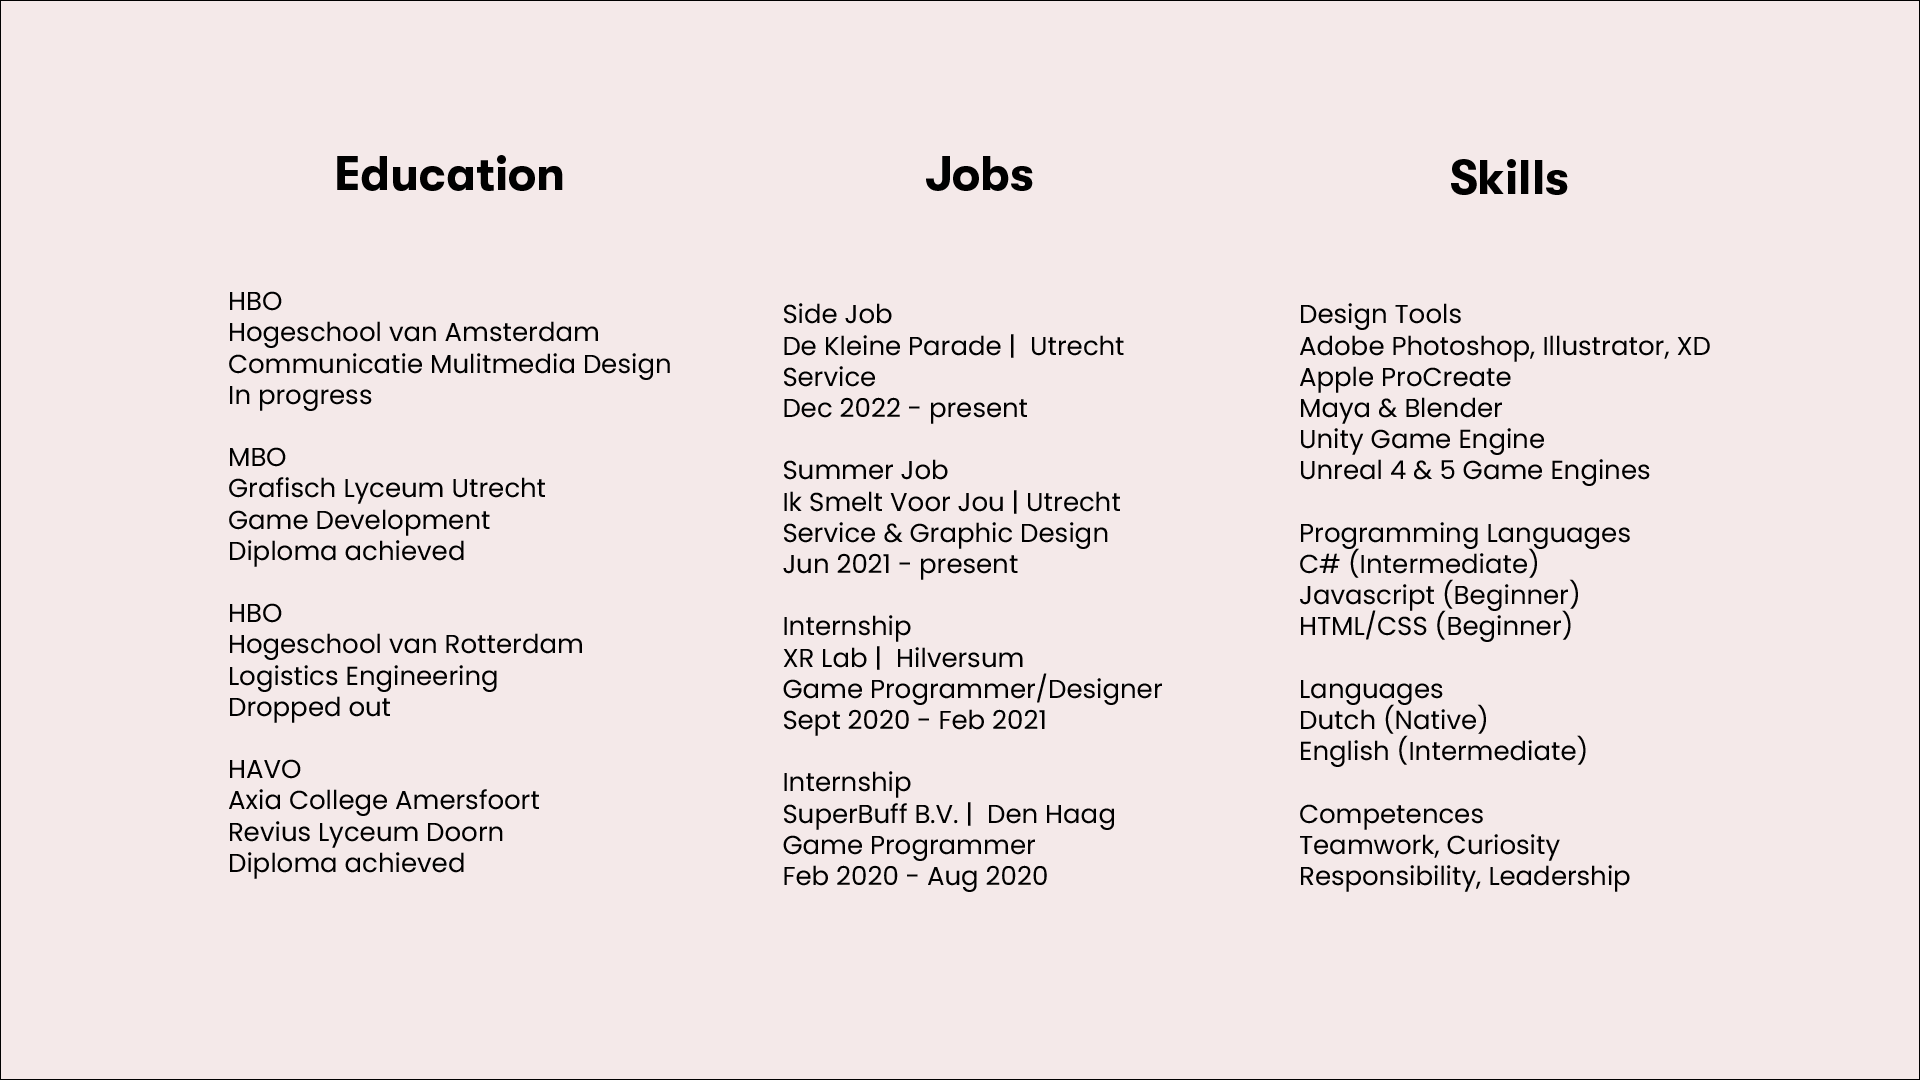 Education
HBO
Hogeschool van Amsterdam
Communicatie Mulitmedia Design
In progress
MBO
Grafisch Lyceum Utrecht
Game Development
Diploma achieved
HBO
Hogeschool van Rotterdam
Logistics Engineering
Dropped out
HAVO
Axia College Amersfoort
Revius Lyceum Doorn
Diploma achieved
Jobs
Side Job
De Kleine Parade | Utrecht
Service
Dec 2022 - present
Summer Job
Ik Smelt Voor Jou | Utrecht
Service & Graphic Design
Jun 2021 - present
Internship
XR Lab | Hilversum
Game Programmer/Designer
Sept 2020 - Feb 2021
Internship
SuperBuff B.V. | Den Haag
Game Programmer
Feb 2020 - Aug 2020
Skills
Design Tools
Adobe Photoshop, Illustrator, XD
Apple ProCreate
Maya & Blender
Unity Game Engine
Unreal 4 & 5 Game Engines
Programming Languages
C# (Intermediate)
Javascript (Beginner)
HTML/CSS (Beginner)
Languages
Dutch (Native)
English (Intermediate)
Competences
Teamwork, Curiosity
Responsibility, Leadership